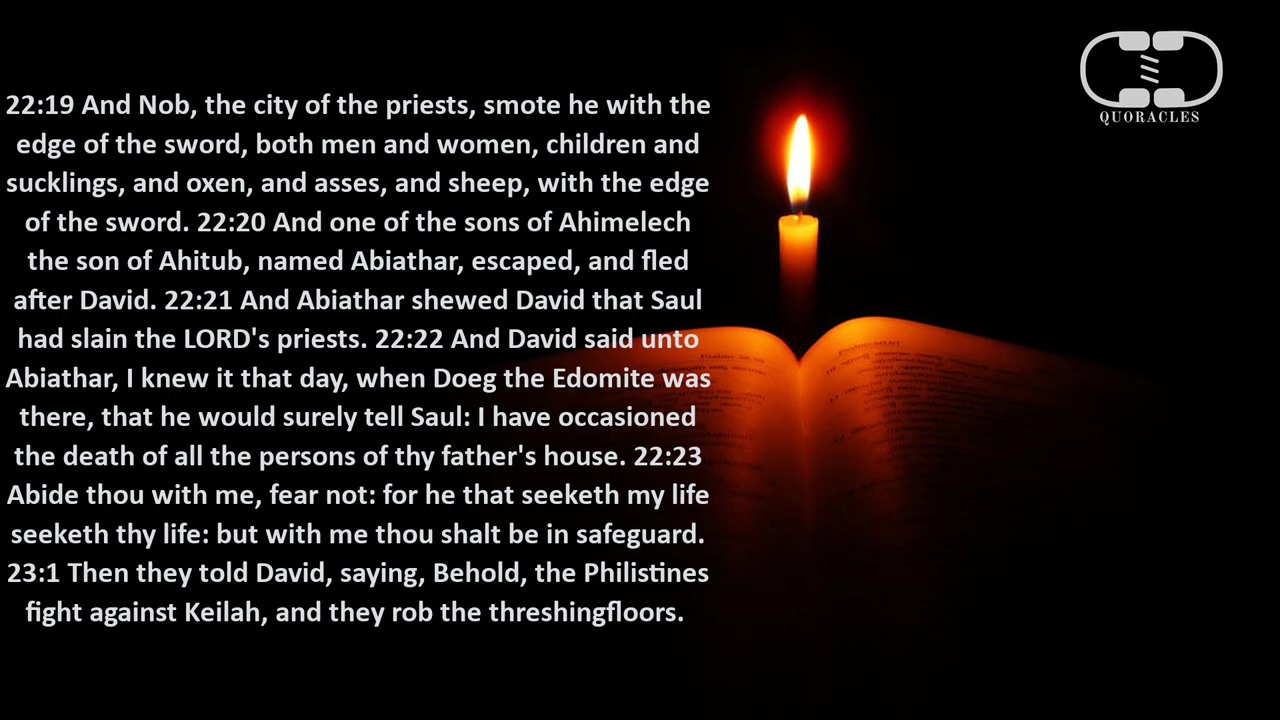 22:19 And Nob, the city of the priests, smote he with the
edge of the sword, both men and women, children and
sucklings, and oxen, and asses, and sheep, with the edge
of the sword. 22:20 And one of the sons of Ahimelech
the son of Ahitub, named Abiathar, escaped, and fled
after David. 22:21 And Abiathar shewed David that Saul
had slain the LORD's priests. 22:22 And David said unto
Abiathar, I knew it that day, when Doeg the Edomite was
there, that he would surely tell Saul: I have occasioned
the death of all the persons of thy father's house. 22:23
Abide thou with me, fear not: for he that seeketh my life
seeketh thy life: but with me thou shalt be in safeguard.
23:1 Then they told David, saying, Behold, the Philistines
fight against Keilah, and they rob the threshingfloors.
QUORACLES